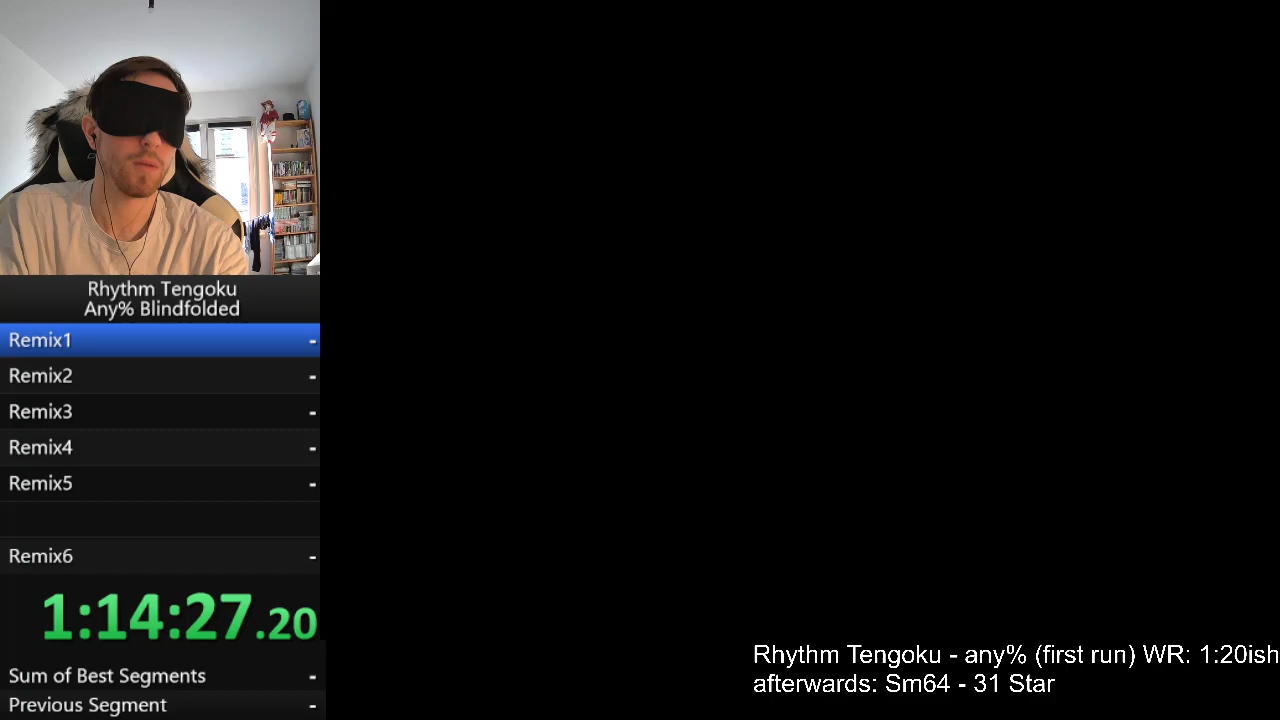 Rhythm Tengoku
Any% Blindfolded
Remix1 -
Remix2 -
Remix3 -
Remix4 -
Remix5 -
Remix6 -
1:14:27.20
Sum of Best Segments -
Previous Segment -
Rhythm Tengoku - any% (first run) WR: 1:20ish
afterwards: Sm64 - 31 Star